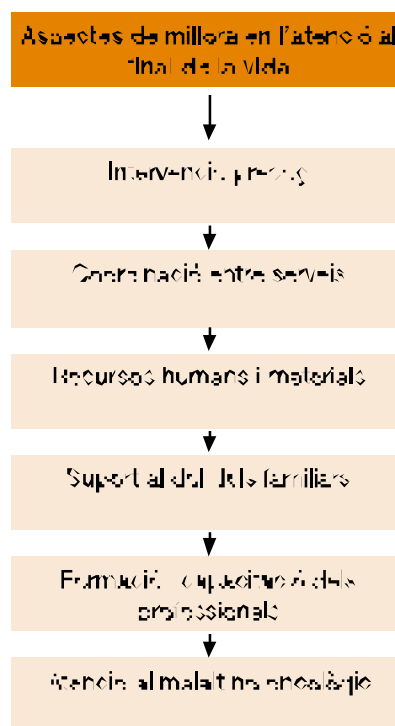 Aspectes de millora en l'atenció al
final de la vida
Intervenció precoç
Coordinació entre serveis
Recursos humans i materials
Suport al dol dels familiars
Formació i capacitació dels
professionals
Atenció al malalt no oncològic